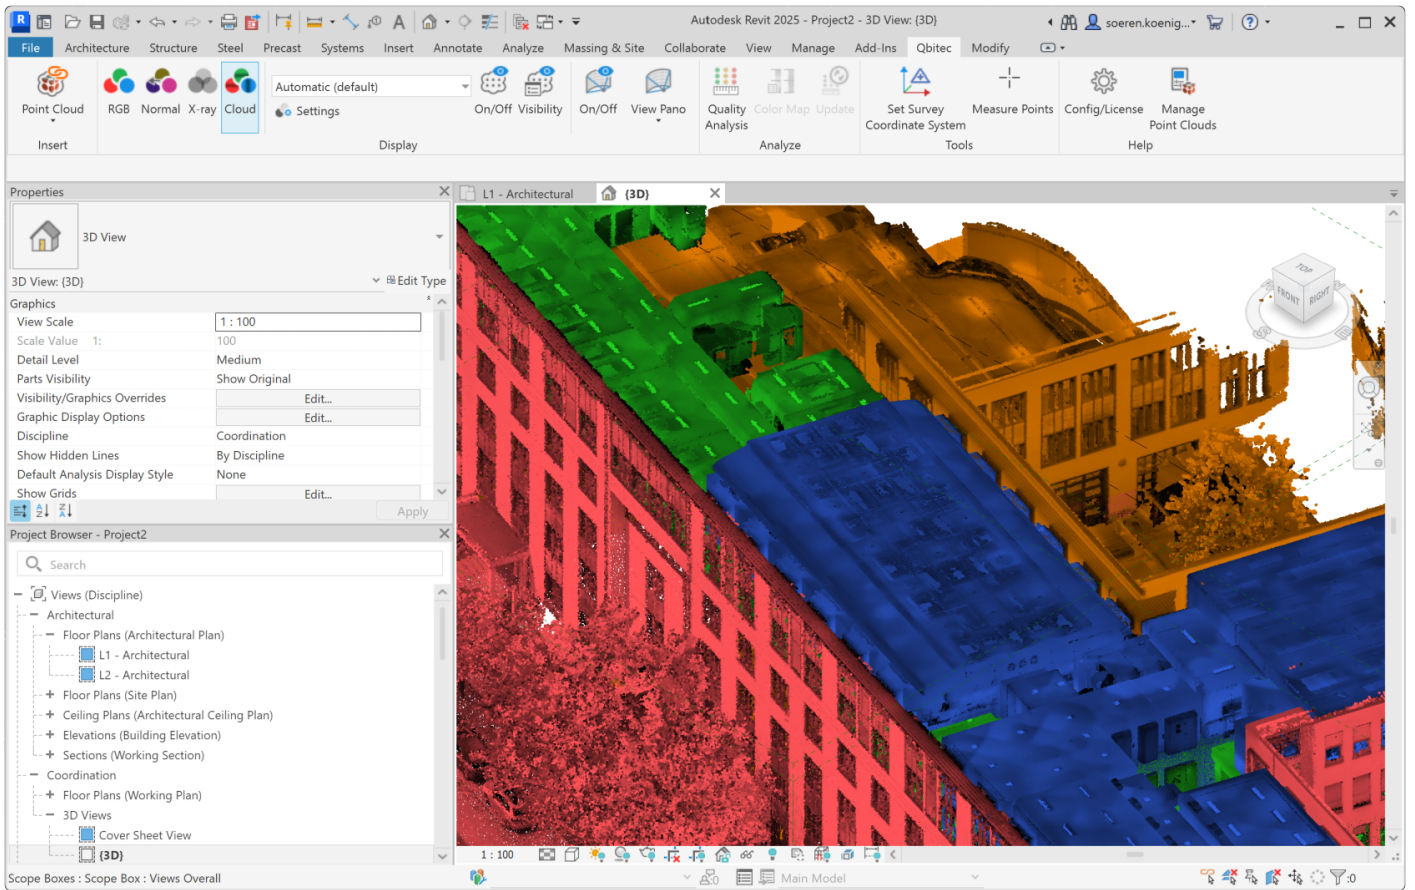 Autodesk Revit 2025 - Project2 - 3D View: {3D}
soeren.koenig...
File Architecture Structure Steel Precast Systems Insert Annotate Analyze Massing & Site Collaborate View Manage Add-Ins Qbitec Modify
Automatic (default)
Settings
Point Cloud RGB Normal X-ray Cloud On/Off Visibility On/Off View Pano Quality Analysis Color Map Update Set Survey Coordinate System Measure Points Config/License Manage Point Clouds
Insert Display Analyze Tools Help
Properties
L1 - Architectural {3D}
3D View
3D View: {3D} Edit Type
Graphics
View Scale 1 : 100
Scale Value 1: 100
Detail Level Medium
Parts Visibility Show Original
Visibility/Graphics Overrides Edit...
Graphic Display Options Edit...
Discipline Coordination
Show Hidden Lines By Discipline
Default Analysis Display Style None
Show Grids Edit...
Apply
Project Browser - Project2
Search
Views (Discipline)
Architectural
Floor Plans (Architectural Plan)
L1 - Architectural
L2 - Architectural
Floor Plans (Site Plan)
Ceiling Plans (Architectural Ceiling Plan)
Elevations (Building Elevation)
Sections (Working Section)
Coordination
Floor Plans (Working Plan)
3D Views
Cover Sheet View
{3D}
TOP
FRONT RIGHT
1 : 100
Scope Boxes : Scope Box : Views Overall
Main Model
:0